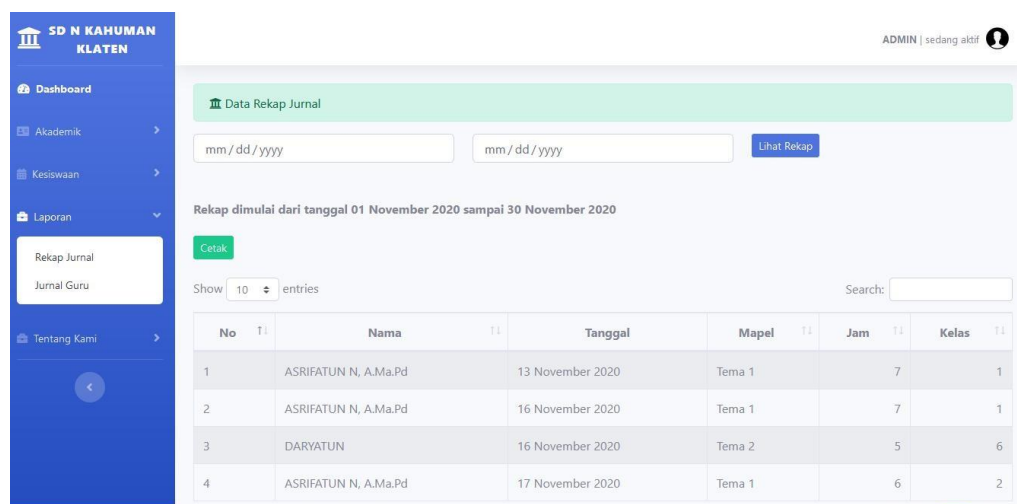 SD N KAHUMAN
KLATEN
ADMIN | sedang aktif
Dashboard
Akademik
Kesiswaan
Laporan
Rekap Jurnal
Jurnal Guru
Tentang Kami
Data Rekap Jurnal
mm / dd / yyyy mm / dd / yyyy Lihat Rekap
Rekap dimulai dari tanggal 01 November 2020 sampai 30 November 2020
Cetak
Show 10 entries Search:
No Nama Tanggal Mapel Jam Kelas
1 ASRIFATUN N, A.Ma.Pd 13 November 2020 Tema 1 7 1
2 ASRIFATUN N, A.Ma.Pd 16 November 2020 Tema 1 7 1
3 DARYATUN 16 November 2020 Tema 2 5 6
4 ASRIFATUN N, A.Ma.Pd 17 November 2020 Tema 1 6 2